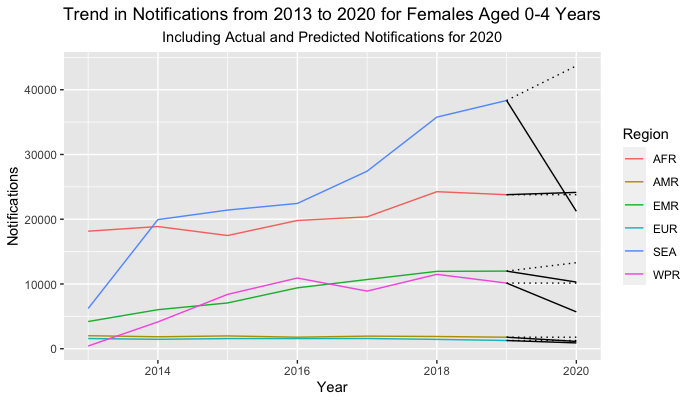 Trend in Notifications from 2013 to 2020 for Females Aged 0-4 Years
Including Actual and Predicted Notifications for 2020
Notifications
40000
30000
20000
10000
0
2014
2016
2018
2020
Year
Region
AFR
AMR
EMR
EUR
SEA
WPR